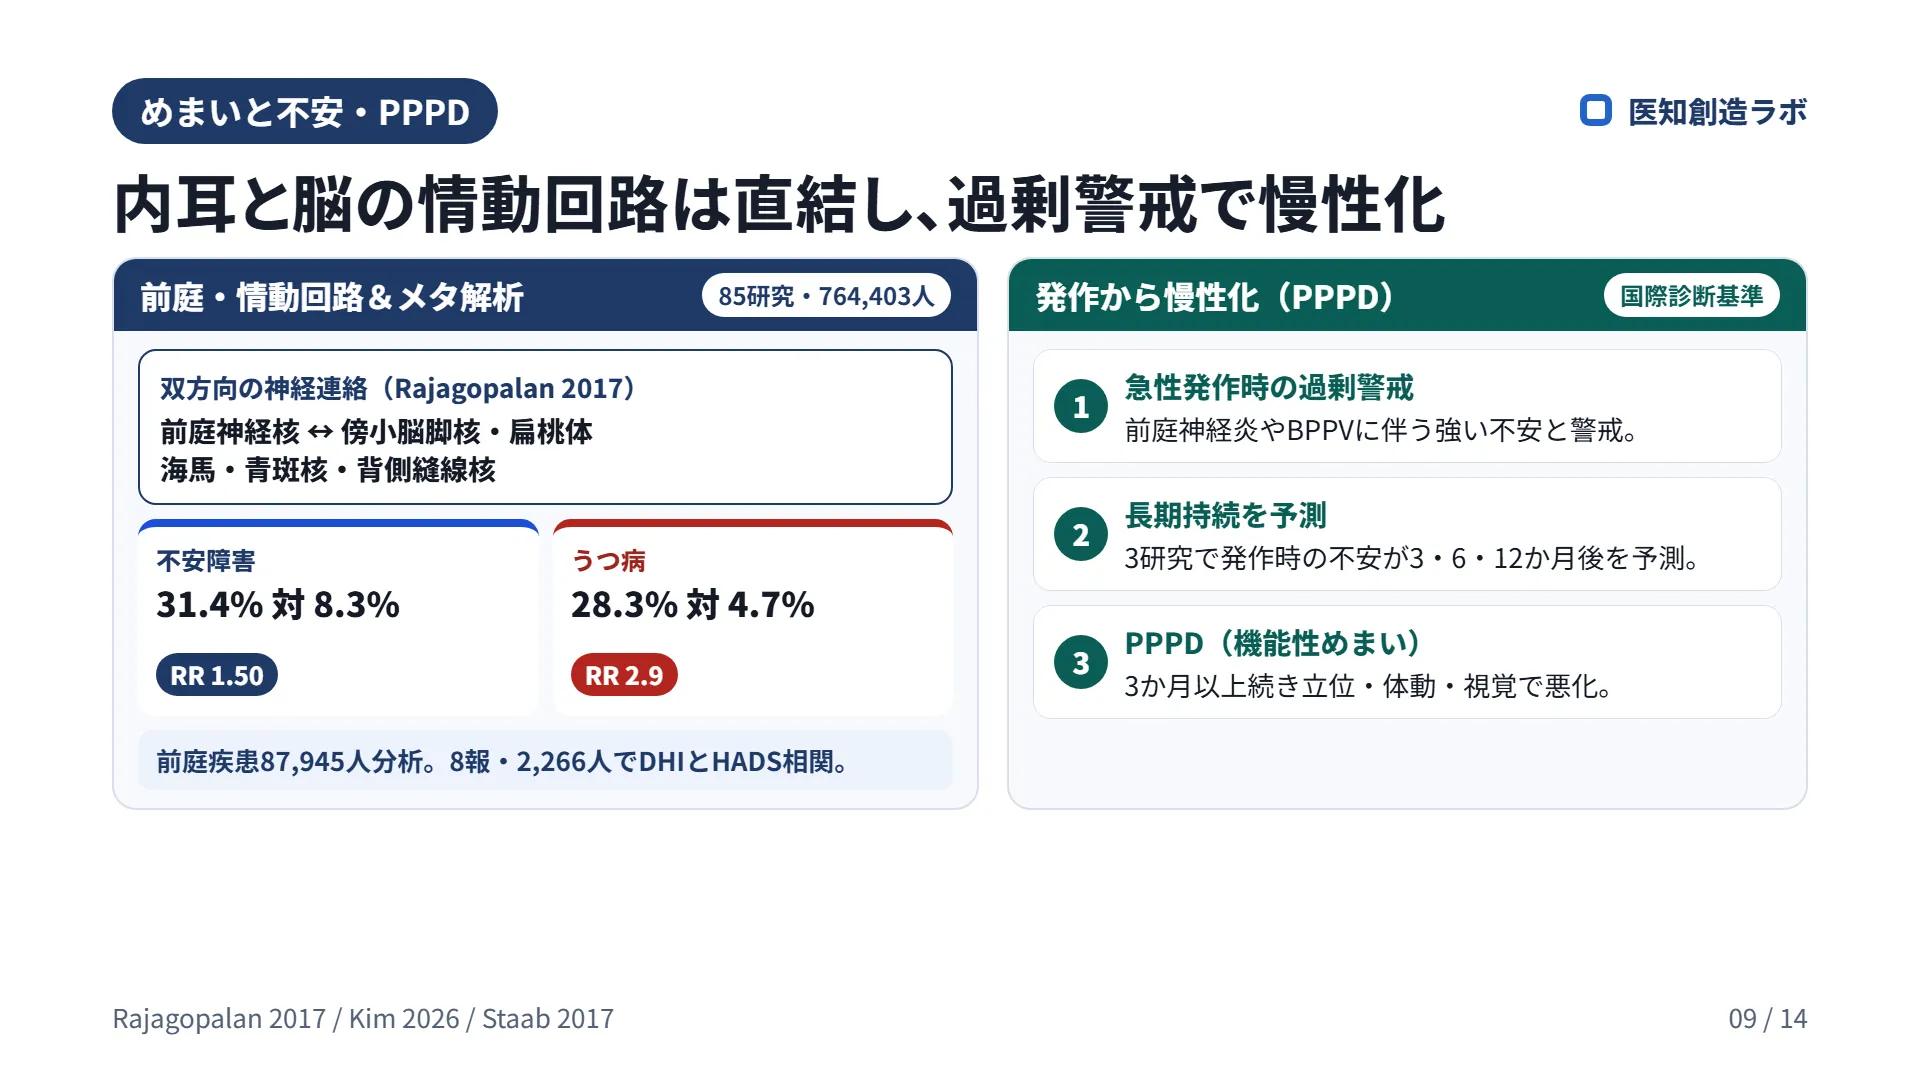 めまいと不安・PPPD
医知創造ラボ
内耳と脳の情動回路は直結し、過剰警戒で慢性化
前庭・情動回路&メタ解析
85研究・764,403人
双方向の神経連絡（Rajagopalan 2017）
前庭神経核 ↔ 傍小脳脚核・扁桃体
海馬・青斑核・背側縫線核
不安障害
31.4% 対 8.3%
RR 1.50
うつ病
28.3% 対 4.7%
RR 2.9
前庭疾患87,945人分析。8報・2,266人でDHIとHADS相関。
発作から慢性化（PPPD）
国際診断基準
1
急性発作時の過剰警戒
前庭神経炎やBPPVに伴う強い不安と警戒。
2
長期持続を予測
3研究で発作時の不安が3・6・12か月後を予測。
3
PPPD（機能性めまい）
3か月以上続き立位・体動・視覚で悪化。
Rajagopalan 2017 / Kim 2026 / Staab 2017
09 / 14